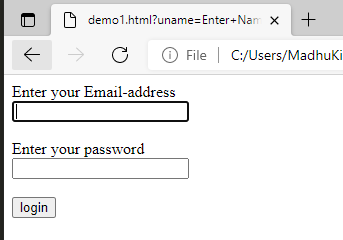 demo1.html?uname=Enter+Nam
File
C:/Users/MadhuKi
Enter your Email-address
Enter your password
login